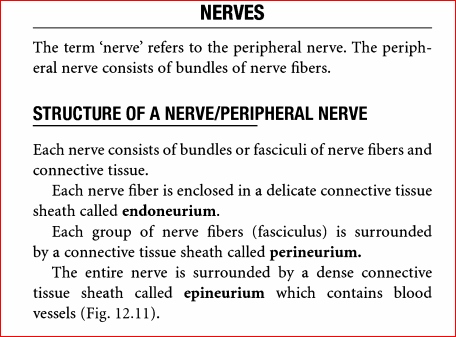 NERVES
The term ‘nerve’ refers to the peripheral nerve. The periph-
eral nerve consists of bundles of nerve fibers.
STRUCTURE OF A NERVE/PERIPHERAL NERVE
Each nerve consists of bundles or fasciculi of nerve fibers and
connective tissue.
Each nerve fiber is enclosed in a delicate connective tissue
sheath called endoneurium.
Each group of nerve fibers (fasciculus) is surrounded
by a connective tissue sheath called perineurium.
The entire nerve is surrounded by a dense connective
tissue sheath called epineurium which contains blood
vessels (Fig. 12.11).